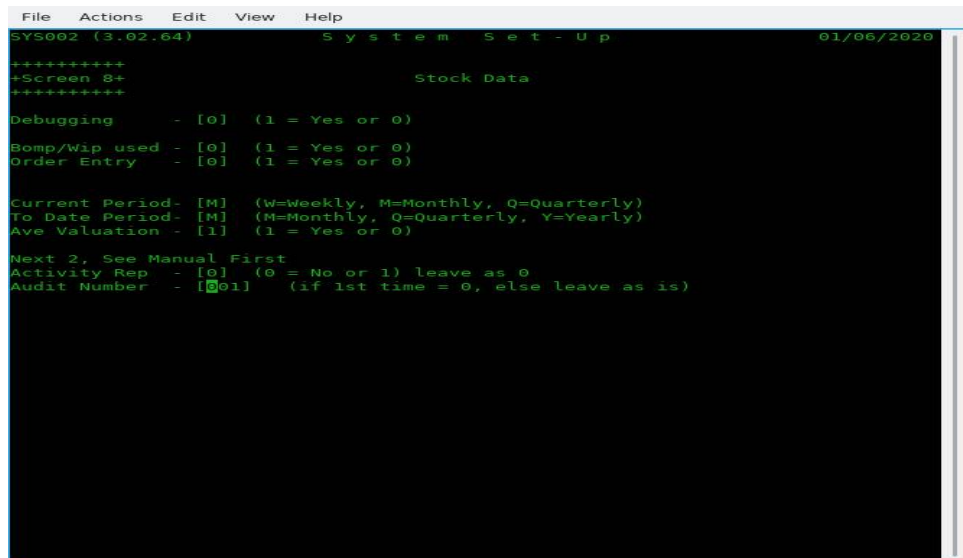 File Actions Edit View Help
SYS002 (3.02.64) S y s t e m S e t - U p 01/06/2020
++++++++++
+Screen 8+ Stock Data
++++++++++
Debugging - [0] (1 = Yes or 0)
Bomp/Wip used - [0] (1 = Yes or 0)
Order Entry - [0] (1 = Yes or 0)
Current Period- [M] (W=Weekly, M=Monthly, Q=Quarterly)
To Date Period- [M] (M=Monthly, Q=Quarterly, Y=Yearly)
Ave Valuation - [1] (1 = Yes or 0)
Next 2, See Manual First
Activity Rep - [0] (0 = No or 1) leave as 0
Audit Number - [001] (if 1st time = 0, else leave as is)